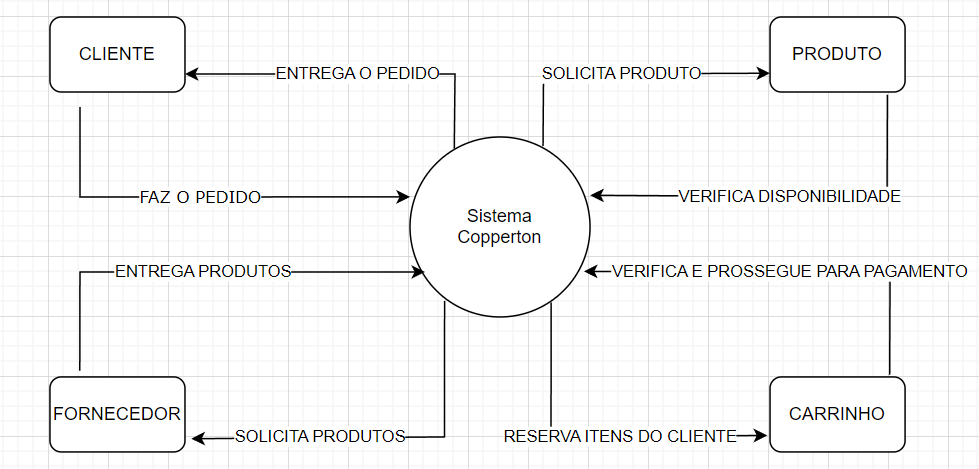 CLIENTE
PRODUTO
ENTREGA O PEDIDO
SOLICITA PRODUTO
FAZ O PEDIDO
VERIFICA DISPONIBILIDADE
Sistema
Copperton
ENTREGA PRODUTOS
VERIFICA E PROSSEGUE PARA PAGAMENTO
FORNECEDOR
CARRINHO
SOLICITA PRODUTOS
RESERVA ITENS DO CLIENTE